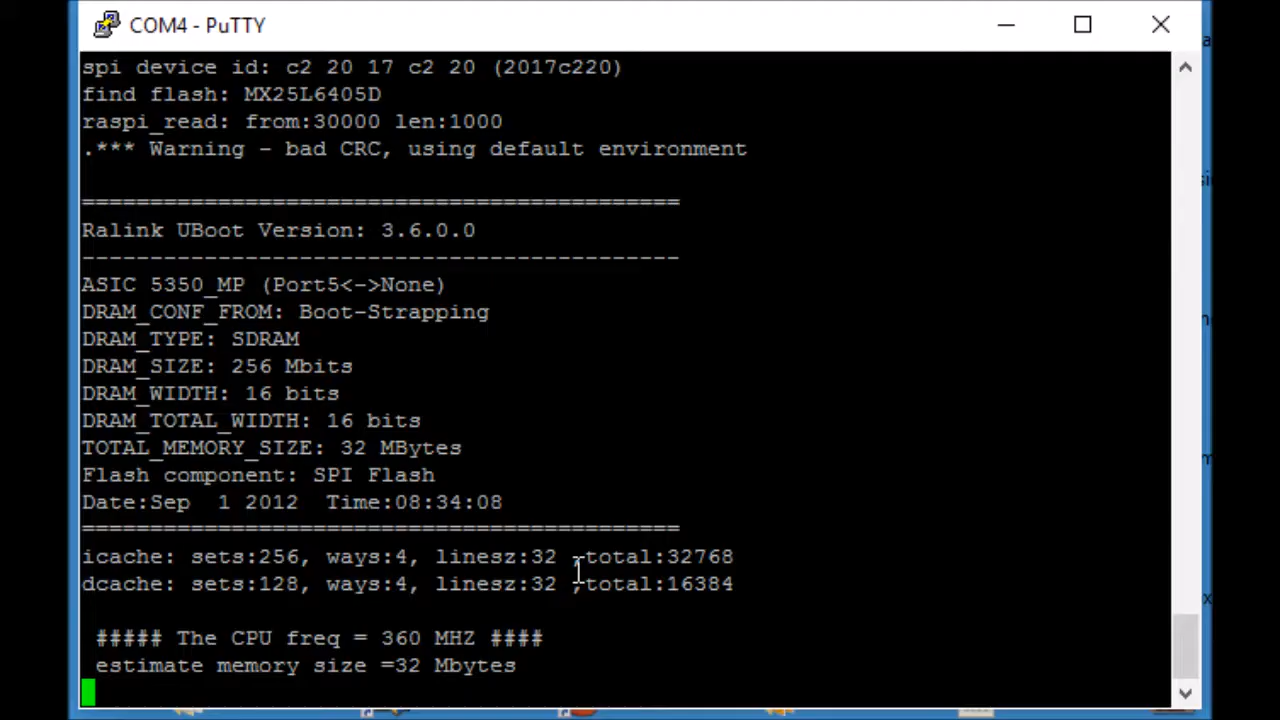 COM4 - PuTTY
spi device id: c2 20 17 c2 20 (2017c220)
find flash: MX25L6405D
raspi_read: from:30000 len:1000
.*** Warning - bad CRC, using default environment
============================================
Ralink UBoot Version: 3.6.0.0
--------------------------------------------
ASIC 5350_MP (Port5<->None)
DRAM_CONF_FROM: Boot-Strapping
DRAM_TYPE: SDRAM
DRAM_SIZE: 256 Mbits
DRAM_WIDTH: 16 bits
DRAM_TOTAL_WIDTH: 16 bits
TOTAL_MEMORY_SIZE: 32 MBytes
Flash component: SPI Flash
Date:Sep  1 2012  Time:08:34:08
============================================
icache: sets:256, ways:4, linesz:32 ,total:32768
dcache: sets:128, ways:4, linesz:32 ,total:16384
##### The CPU freq = 360 MHZ ####
estimate memory size =32 Mbytes